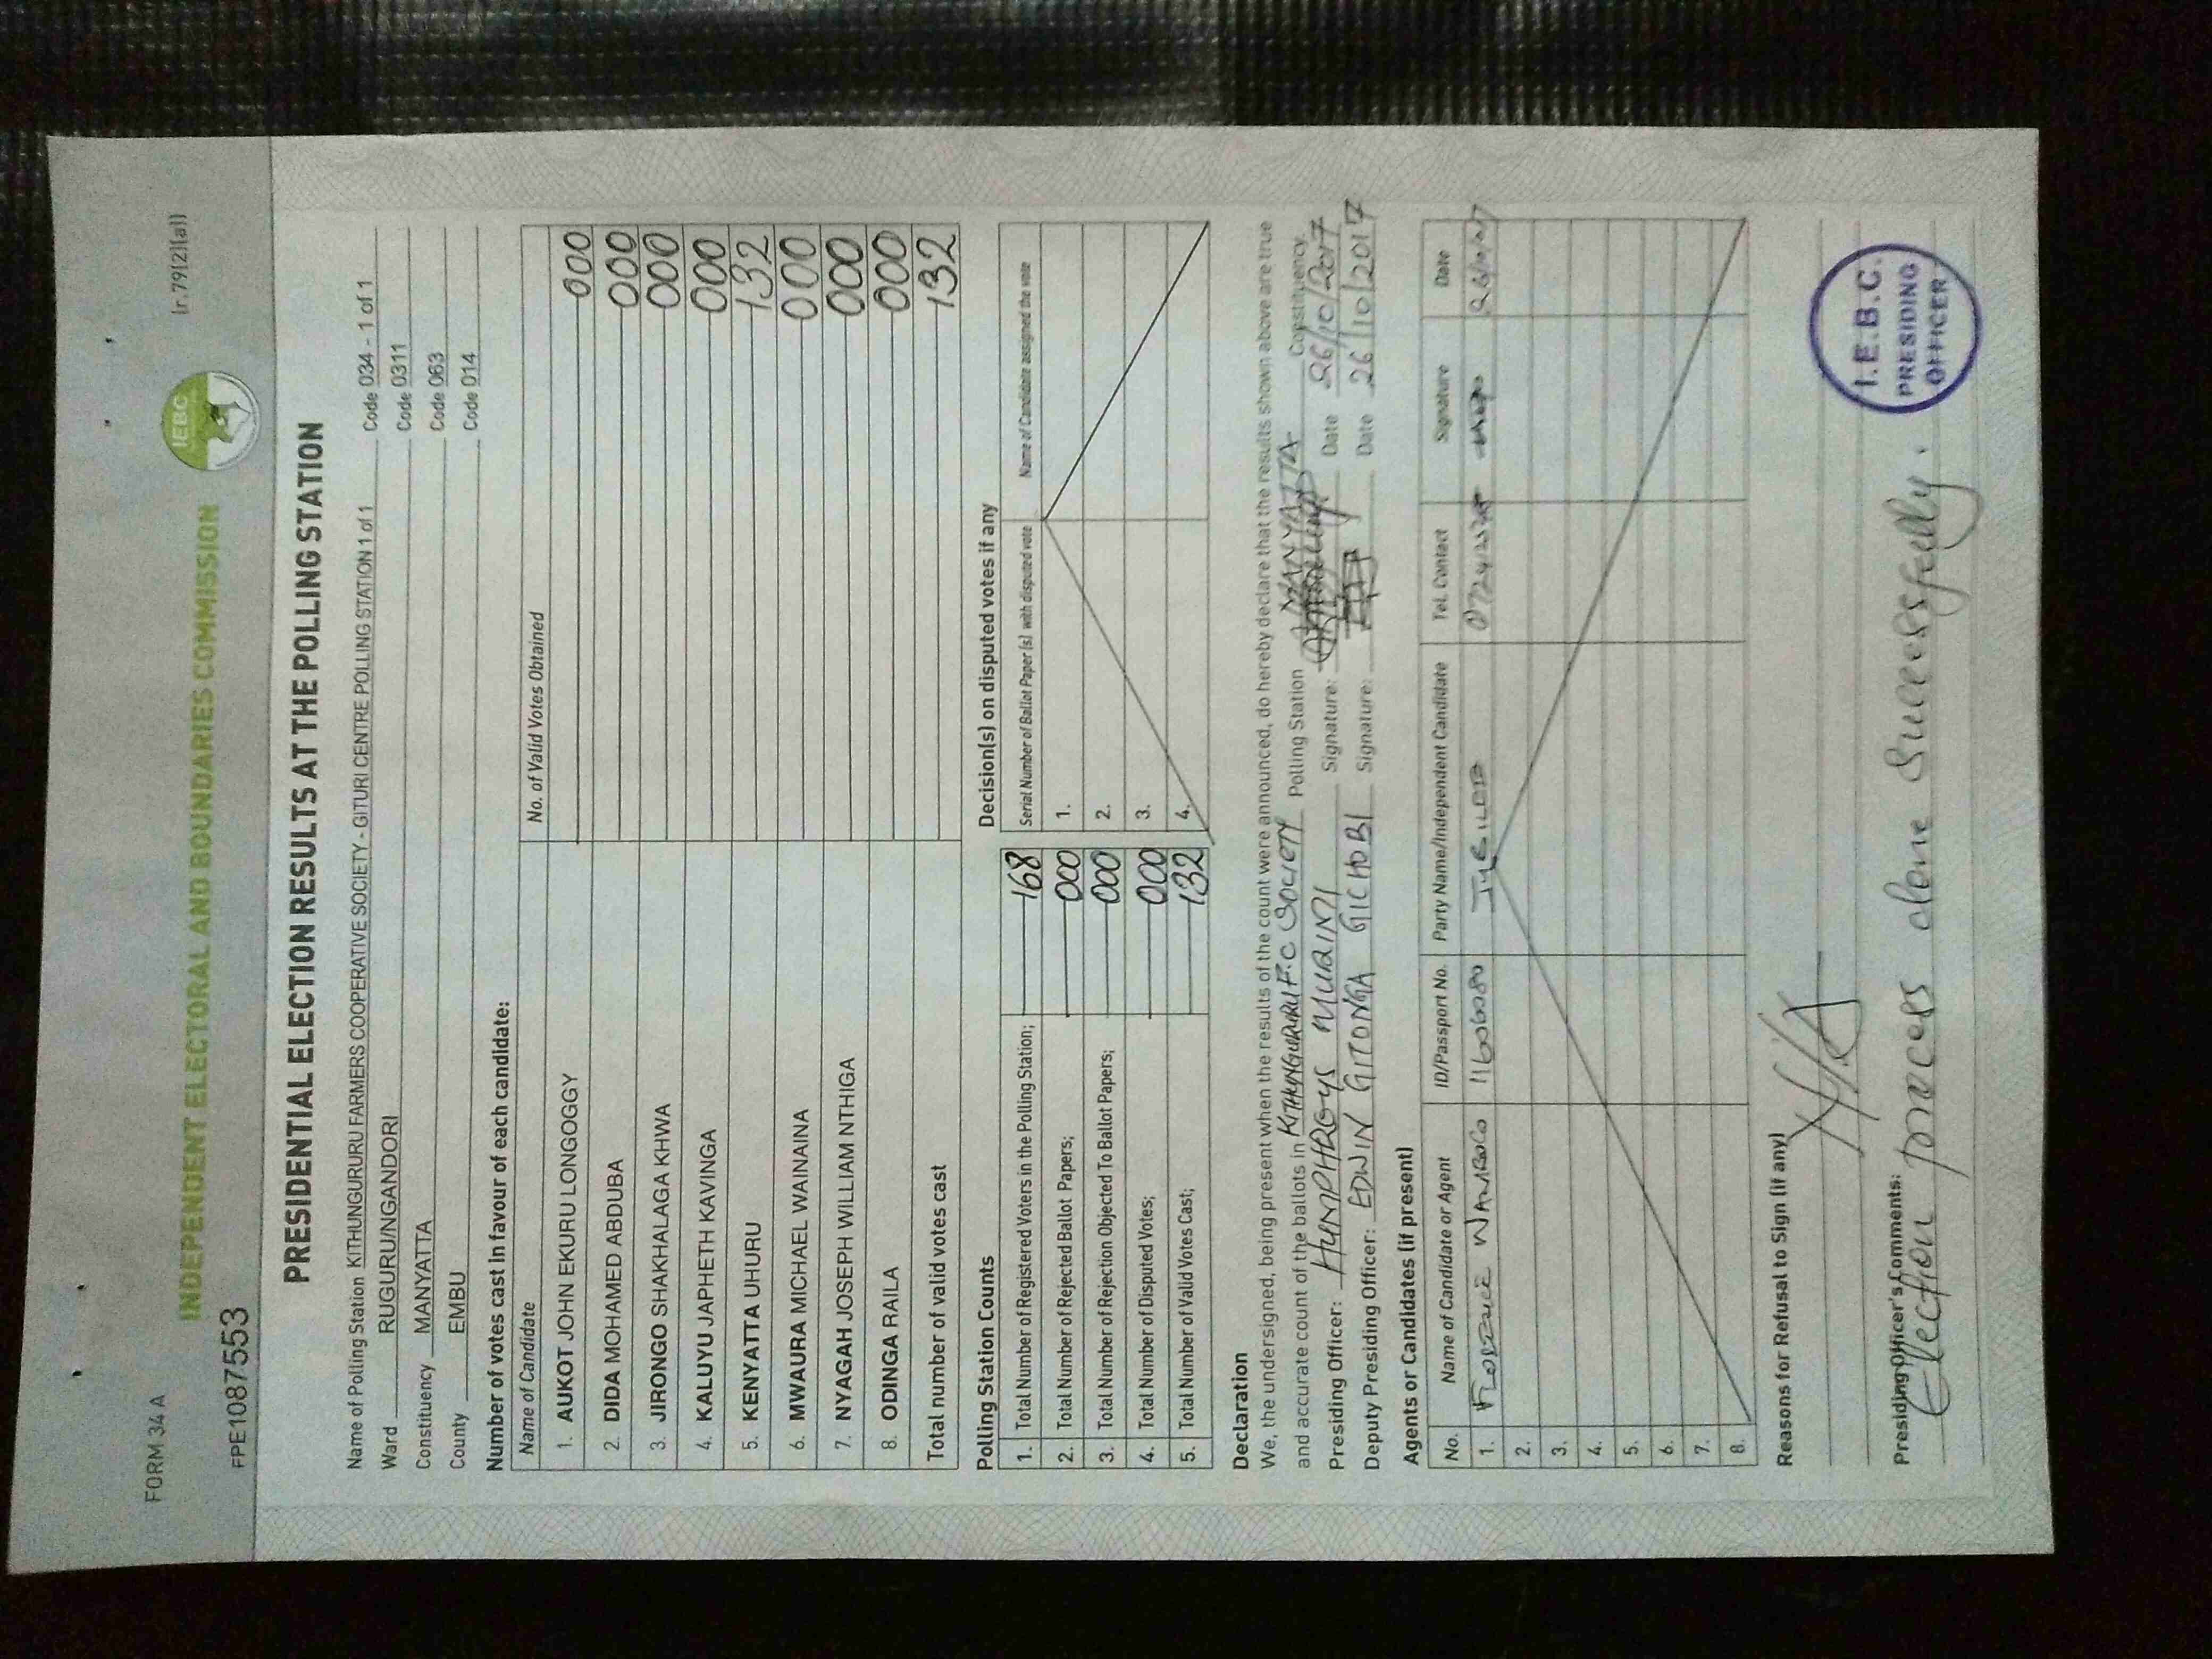 FORM 34 A
(r.79(2)(a))
IEBC
INDEPENDENT ELECTORAL AND BOUNDARIES COMMISSION
FPE1087553
PRESIDENTIAL ELECTION RESULTS AT THE POLLING STATION
Name of Polling Station KITHUNGURURU FARMERS COOPERATIVE SOCIETY - GITURI CENTRE POLLING STATION 1 of 1 Code 034 - 1 of 1
Ward RUGURU/NGANDORI Code 0311
Constituency MANYATTA Code 063
County EMBU Code 014
Number of votes cast in favour of each candidate:
Name of Candidate No. of Valid Votes Obtained
1. AUKOT JOHN EKURU LONGOGGY 000
2. DIDA MOHAMED ABDUBA 000
3. JIRONGO SHAKHALAGA KHWA 000
4. KALUYU JAPHETH KAVINGA 000
5. KENYATTA UHURU 132
6. MWAURA MICHAEL WAINAINA 000
7. NYAGAH JOSEPH WILLIAM NTHIGA 000
8. ODINGA RAILA 000
Total number of valid votes cast 132
Polling Station Counts
1. Total Number of Registered Voters in the Polling Station; 168
2. Total Number of Rejected Ballot Papers; 000
3. Total Number of Rejection Objected To Ballot Papers; 000
4. Total Number of Disputed Votes; 000
5. Total Number of Valid Votes Cast; 132
Decision(s) on disputed votes if any
Serial Number of Ballot Paper (s) with disputed vote Name of Candidate assigned the vote
1.
2.
3.
4.
Declaration
We, the undersigned, being present when the results of the count were announced, do hereby declare that the results shown above are true
and accurate count of the ballots in KITHUNGURURU F.C SOCIETY Polling Station MANYATTA Constituency.
Presiding Officer: HUMPHROYS MURIMI Signature: Date 26/10/2017
Deputy Presiding Officer: EDWIN GITONGA GICHOBI Signature: Date 26/10/2017
Agents or Candidates (if present)
No. Name of Candidate or Agent ID/Passport No. Party Name/Independent Candidate Tel. Contact Signature Date
1. WANROCO 11606080 JUBILEE
2.
3.
4.
5.
6.
7.
8.
Reasons for Refusal to Sign (if any)
N/A
Presiding Officer's Comments:
Election process done Successfully.
I.E.B.C.
PRESIDING
OFFICER